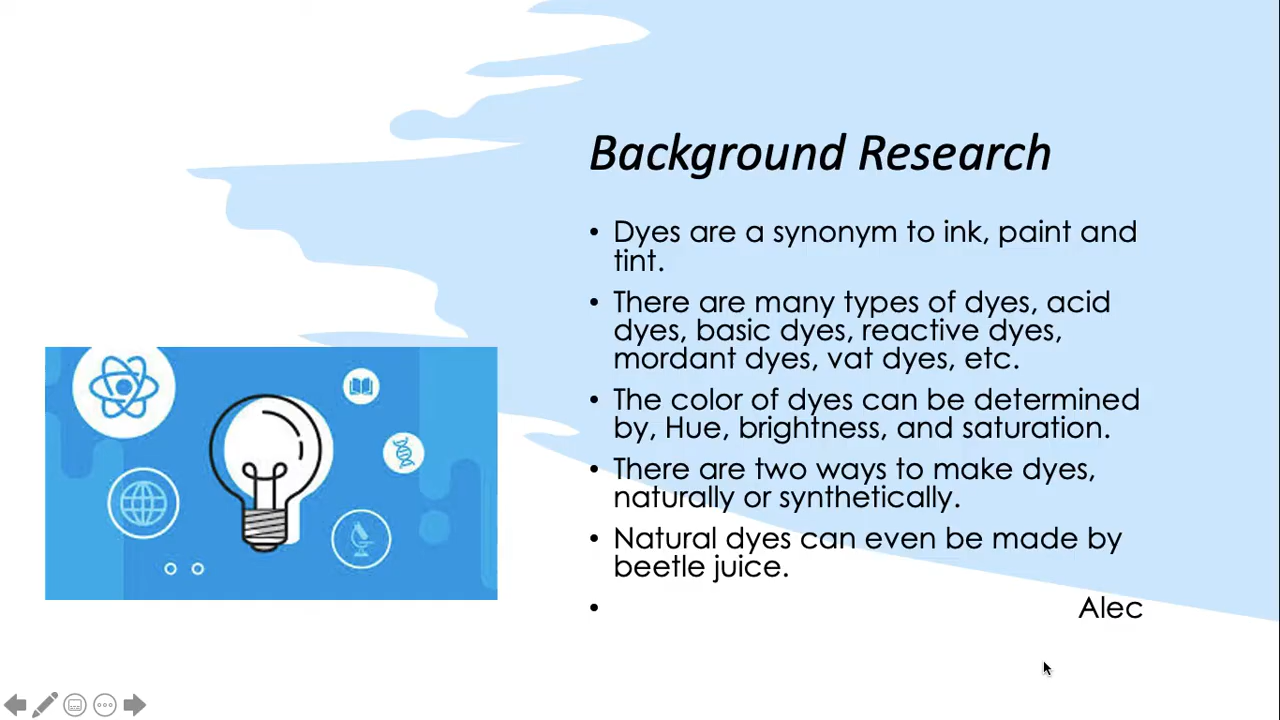 Background Research
• Dyes are a synonym to ink, paint and
tint.
• There are many types of dyes, acid
dyes, basic dyes, reactive dyes,
mordant dyes, vat dyes, etc.
• The color of dyes can be determined
by, Hue, brightness, and saturation.
• There are two ways to make dyes,
naturally or synthetically.
• Natural dyes can even be made by
beetle juice.
• Alec